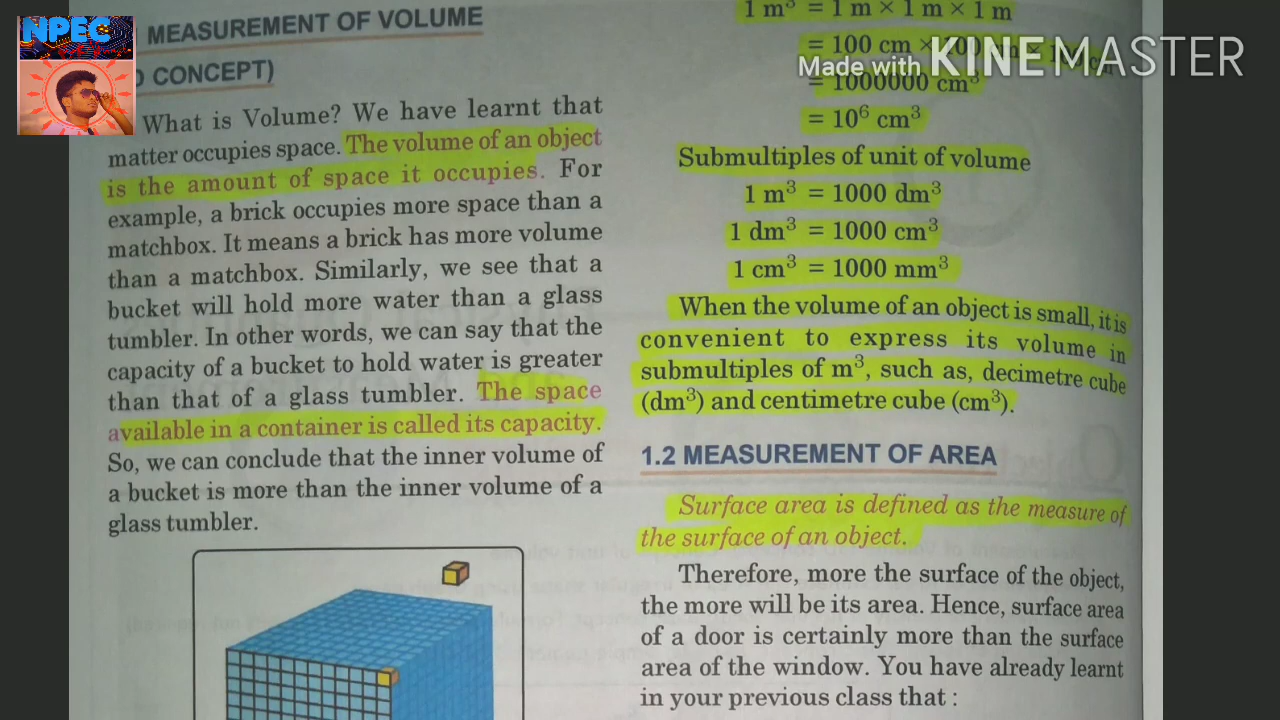 NPEC
MEASUREMENT OF VOLUME
CONCEPT)
What is Volume? We have learnt that
matter occupies space. The volume of an object
is the amount of space it occupies. For
example, a brick occupies more space than a
matchbox. It means a brick has more volume
than a matchbox. Similarly, we see that a
bucket will hold more water than a glass
tumbler. In other words, we can say that the
capacity of a bucket to hold water is greater
than that of a glass tumbler. The space
available in a container is called its capacity.
So, we can conclude that the inner volume of
a bucket is more than the inner volume of a
glass tumbler.
1 m³ = 1 m × 1 m × 1 m
= 100 cm ×
Made with KINEMASTER
= 1000000 cm³
= 10⁶ cm³
Submultiples of unit of volume
1 m³ = 1000 dm³
1 dm³ = 1000 cm³
1 cm³ = 1000 mm³
When the volume of an object is small, it is
convenient to express its volume in
submultiples of m³, such as, decimetre cube
(dm³) and centimetre cube (cm³).
1.2 MEASUREMENT OF AREA
Surface area is defined as the measure of
the surface of an object.
Therefore, more the surface of the object,
the more will be its area. Hence, surface area
of a door is certainly more than the surface
area of the window. You have already learnt
in your previous class that :